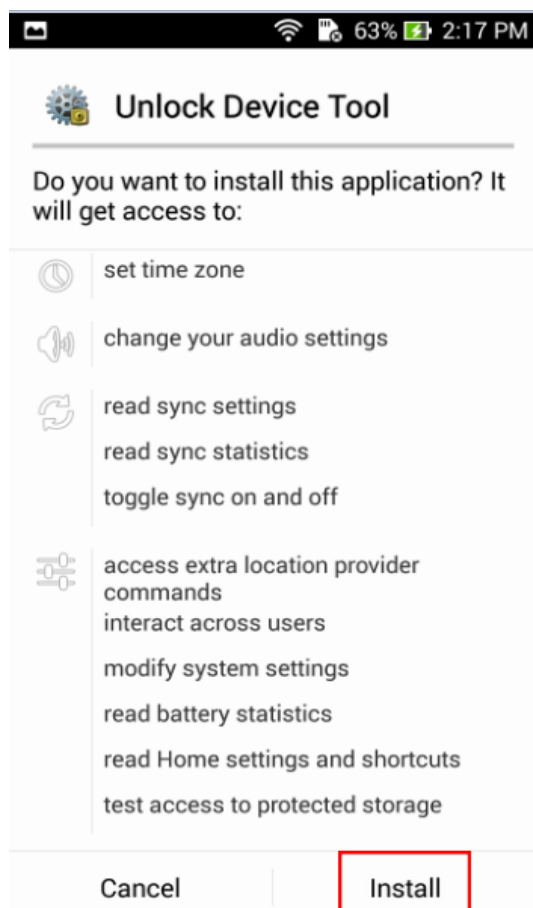 63% 2:17 PM
Unlock Device Tool
Do you want to install this application? It
will get access to:
set time zone
change your audio settings
read sync settings
read sync statistics
toggle sync on and off
access extra location provider
commands
interact across users
modify system settings
read battery statistics
read Home settings and shortcuts
test access to protected storage
Cancel Install